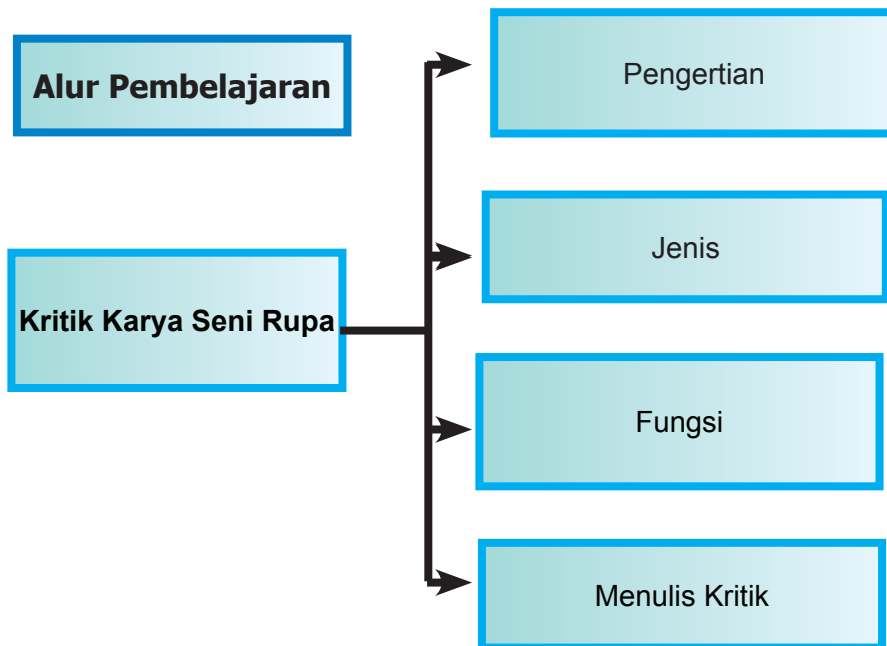 Alur Pembelajaran
Kritik Karya Seni Rupa
Pengertian
Jenis
Fungsi
Menulis Kritik